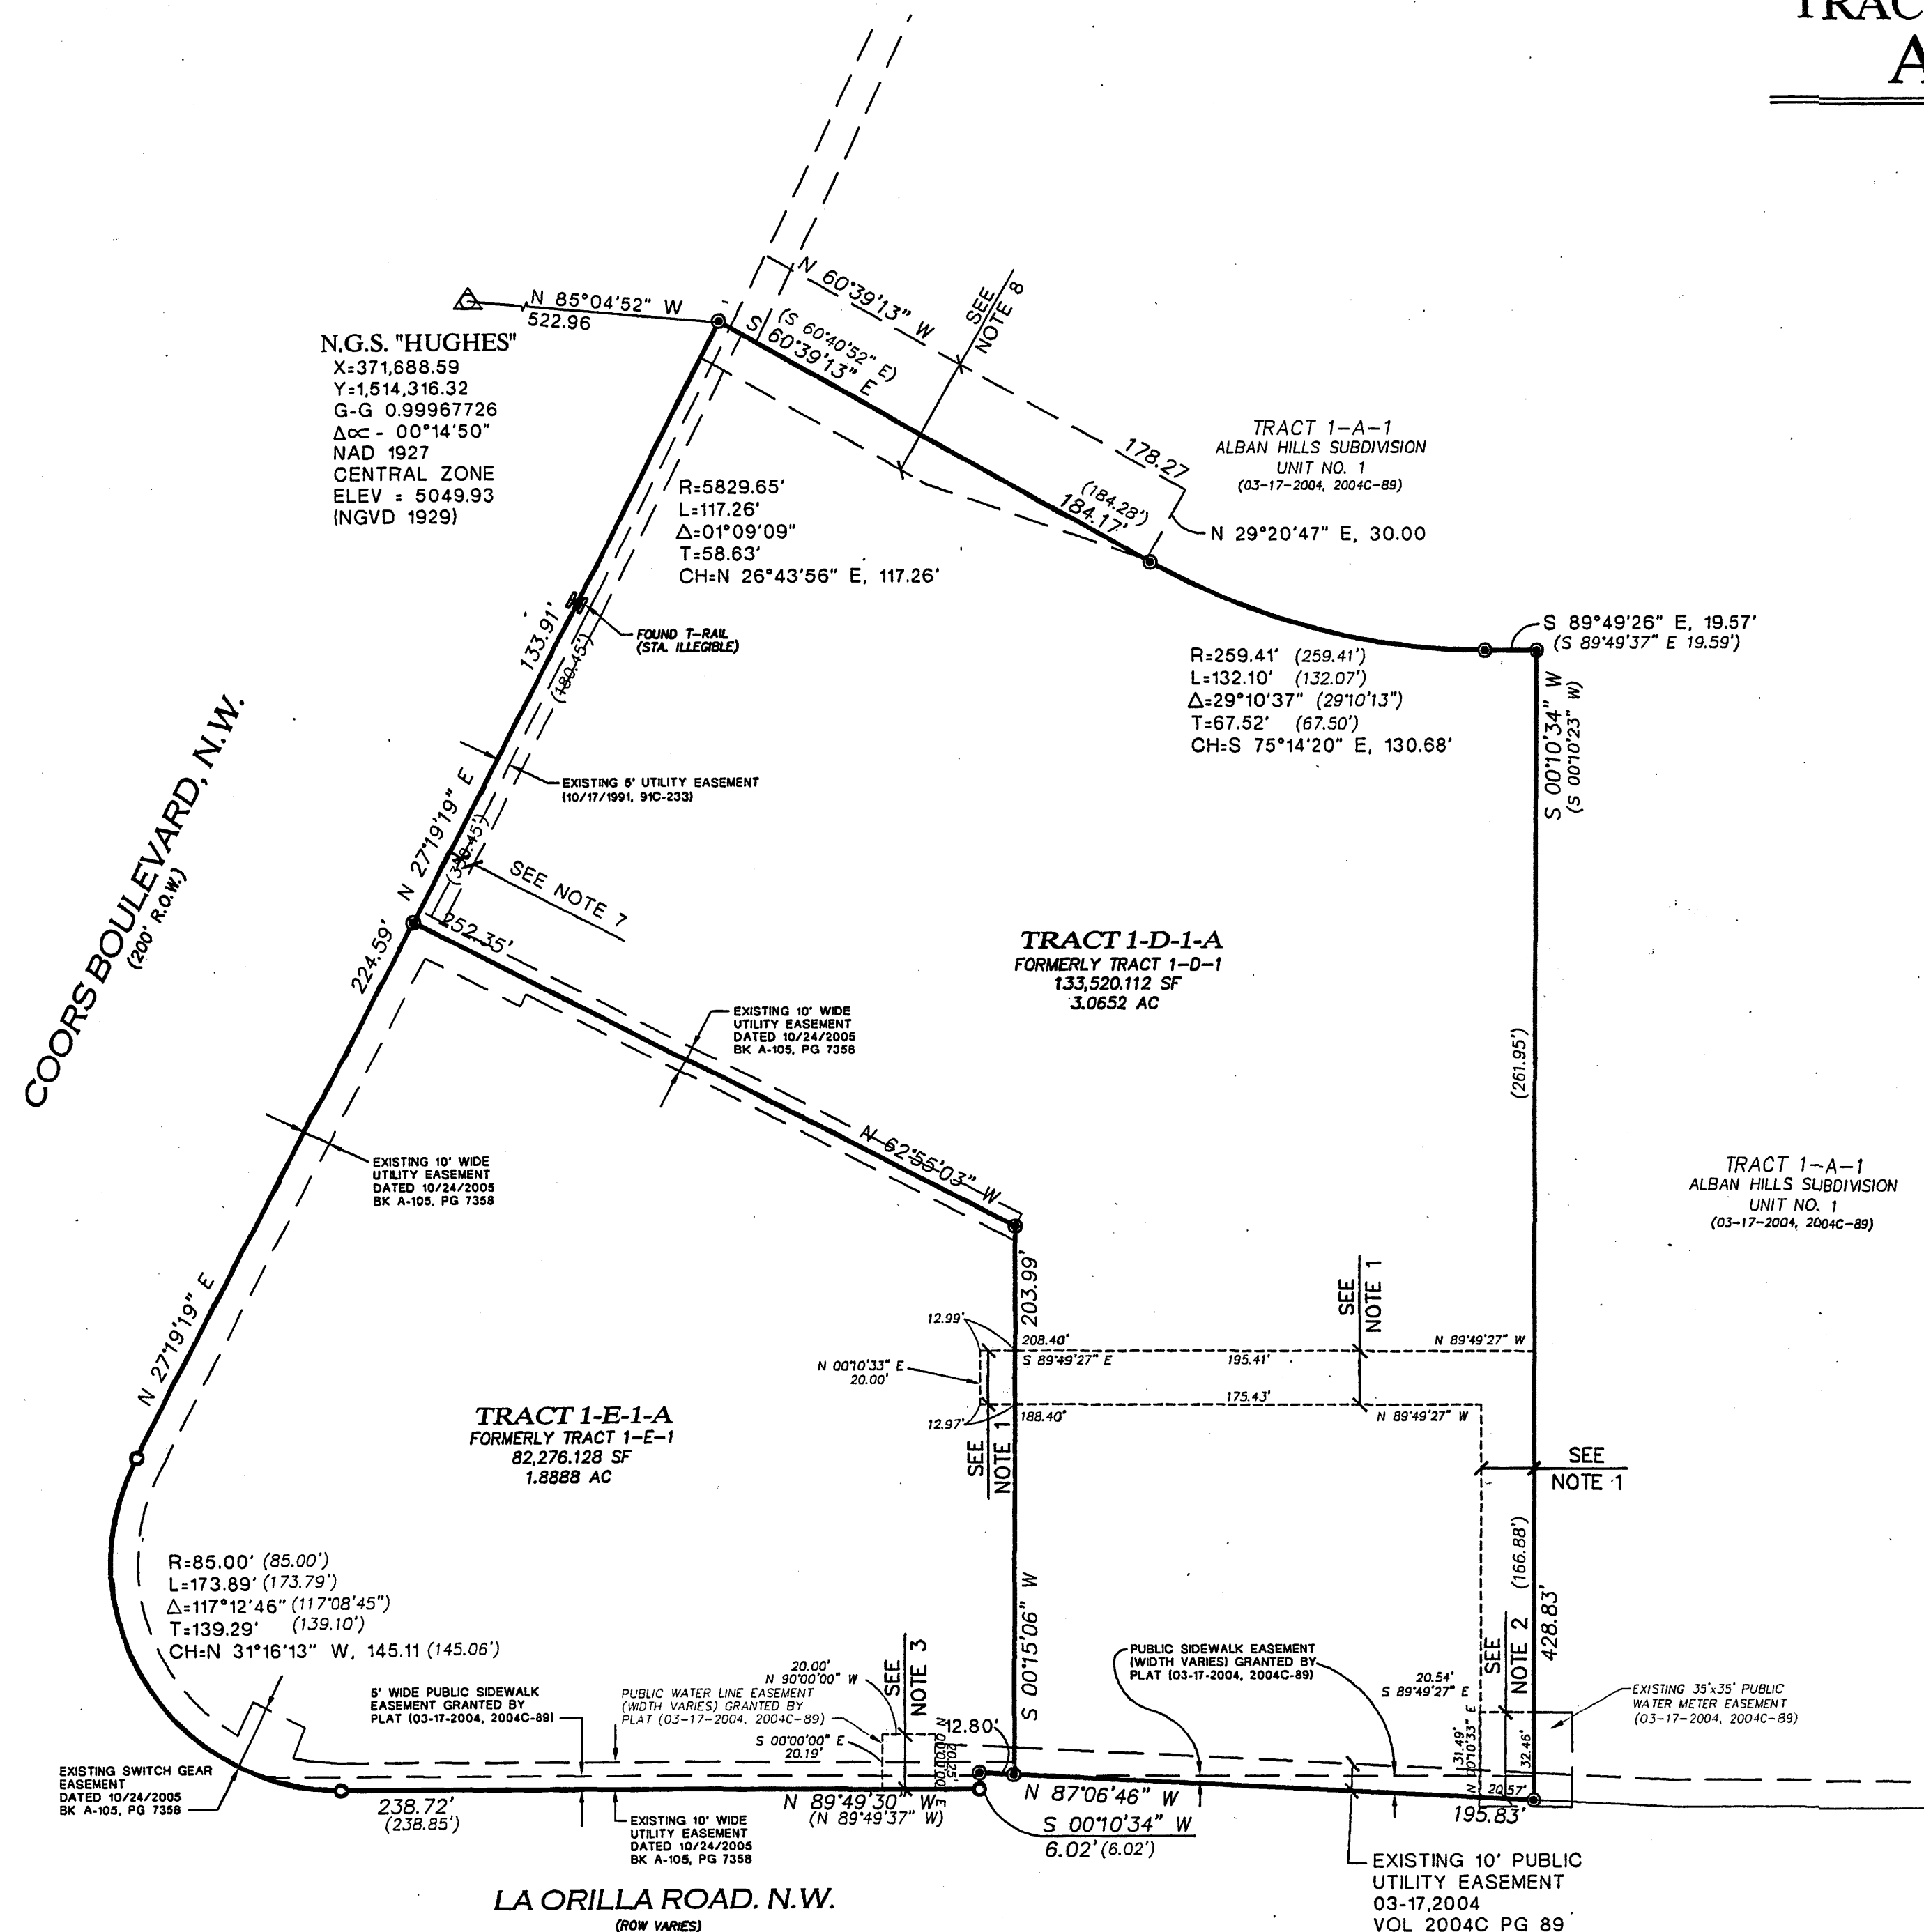 TRAC
A
N 85°04'52" W
522.96
N.G.S. "HUGHES"
X=371,688.59
Y=1,514,316.32
G-G 0.99967726
Δ∝ - 00°14'50"
NAD 1927
CENTRAL ZONE
ELEV = 5049.93
(NGVD 1929)
N 60°39'13" W
SEE
NOTE 8
(S 60°40'52" E)
S 60°39'13" E
178.27
(184.28')
184.17'
TRACT 1-A-1
ALBAN HILLS SUBDIVISION
UNIT NO. 1
(03-17-2004, 2004C-89)
N 29°20'47" E, 30.00
R=5829.65'
L=117.26'
Δ=01°09'09"
T=58.63'
CH=N 26°43'56" E, 117.26'
FOUND T-RAIL
(STA. ILLEGIBLE)
133.91'
(180.45')
S 89°49'26" E, 19.57'
(S 89°49'37" E 19.59')
R=259.41' (259.41')
L=132.10' (132.07')
Δ=29°10'37" (29°10'13")
T=67.52' (67.50')
CH=S 75°14'20" E, 130.68'
S 00°10'34" W
(S 00°10'23" W)
COORS BOULEVARD, N.W.
(200' R.O.W.)
EXISTING 5' UTILITY EASEMENT
(10/17/1991, 91C-233)
N 27°19'19" E
SEE NOTE 7
252.35'
224.59'
TRACT 1-D-1-A
FORMERLY TRACT 1-D-1
133,520.112 SF
3.0652 AC
EXISTING 10' WIDE
UTILITY EASEMENT
DATED 10/24/2005
BK A-105, PG 7358
(261.95')
N 62°55'03" W
EXISTING 10' WIDE
UTILITY EASEMENT
DATED 10/24/2005
BK A-105, PG 7358
TRACT 1-A-1
ALBAN HILLS SUBDIVISION
UNIT NO. 1
(03-17-2004, 2004C-89)
N 27°19'19" E
203.99'
SEE
NOTE 1
12.99'
208.40'
N 89°49'27" W
S 89°49'27" E
195.41'
N 00°10'33" E
20.00'
175.43'
12.97'
188.40'
N 89°49'27" W
SEE
NOTE 1
SEE
NOTE 1
TRACT 1-E-1-A
FORMERLY TRACT 1-E-1
82,276.128 SF
1.8888 AC
(166.88')
428.83'
R=85.00' (85.00')
L=173.89' (173.79')
Δ=117°12'46" (117°08'45")
T=139.29' (139.10')
CH=N 31°16'13" W, 145.11 (145.06')
S 00°15'06" W
SEE
NOTE 3
20.00'
N 90°00'00" W
PUBLIC SIDEWALK EASEMENT
(WIDTH VARIES) GRANTED BY
PLAT (03-17-2004, 2004C-89)
SEE
NOTE 2
20.54'
S 89°49'27" E
EXISTING 35'x35' PUBLIC
WATER METER EASEMENT
(03-17-2004, 2004C-89)
5' WIDE PUBLIC SIDEWALK
EASEMENT GRANTED BY
PLAT (03-17-2004, 2004C-89)
PUBLIC WATER LINE EASEMENT
(WIDTH VARIES) GRANTED BY
PLAT (03-17-2004, 2004C-89)
S 00°00'00" E
20.19'
20.25'
12.80'
31.49'
N 00°10'33" E
32.46'
20.57'
EXISTING SWITCH GEAR
EASEMENT
DATED 10/24/2005
BK A-105, PG 7358
238.72'
(238.85')
N 89°49'30" W
(N 89°49'37" W)
N 87°06'46" W
195.83'
EXISTING 10' WIDE
UTILITY EASEMENT
DATED 10/24/2005
BK A-105, PG 7358
S 00°10'34" W
6.02' (6.02')
EXISTING 10' PUBLIC
UTILITY EASEMENT
03-17,2004
VOL 2004C PG 89
LA ORILLA ROAD. N.W.
(ROW VARIES)